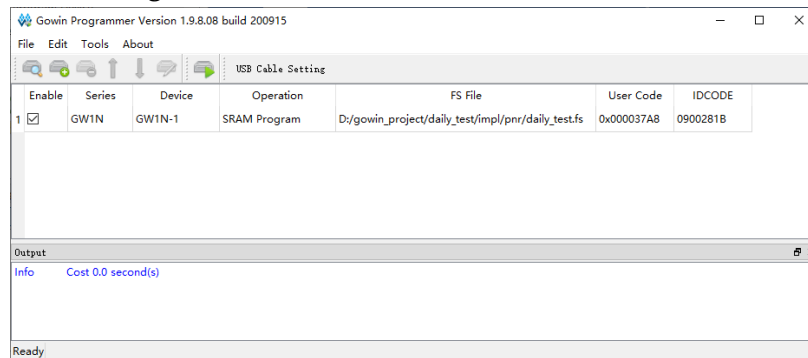 Gowin Programmer Version 1.9.8.08 build 200915
File Edit Tools About
USB Cable Setting
Enable Series Device Operation FS File User Code IDCODE
1 GW1N GW1N-1 SRAM Program D:/gowin_project/daily_test/impl/pnr/daily_test.fs 0x000037A8 0900281B
Output
Info Cost 0.0 second(s)
Ready